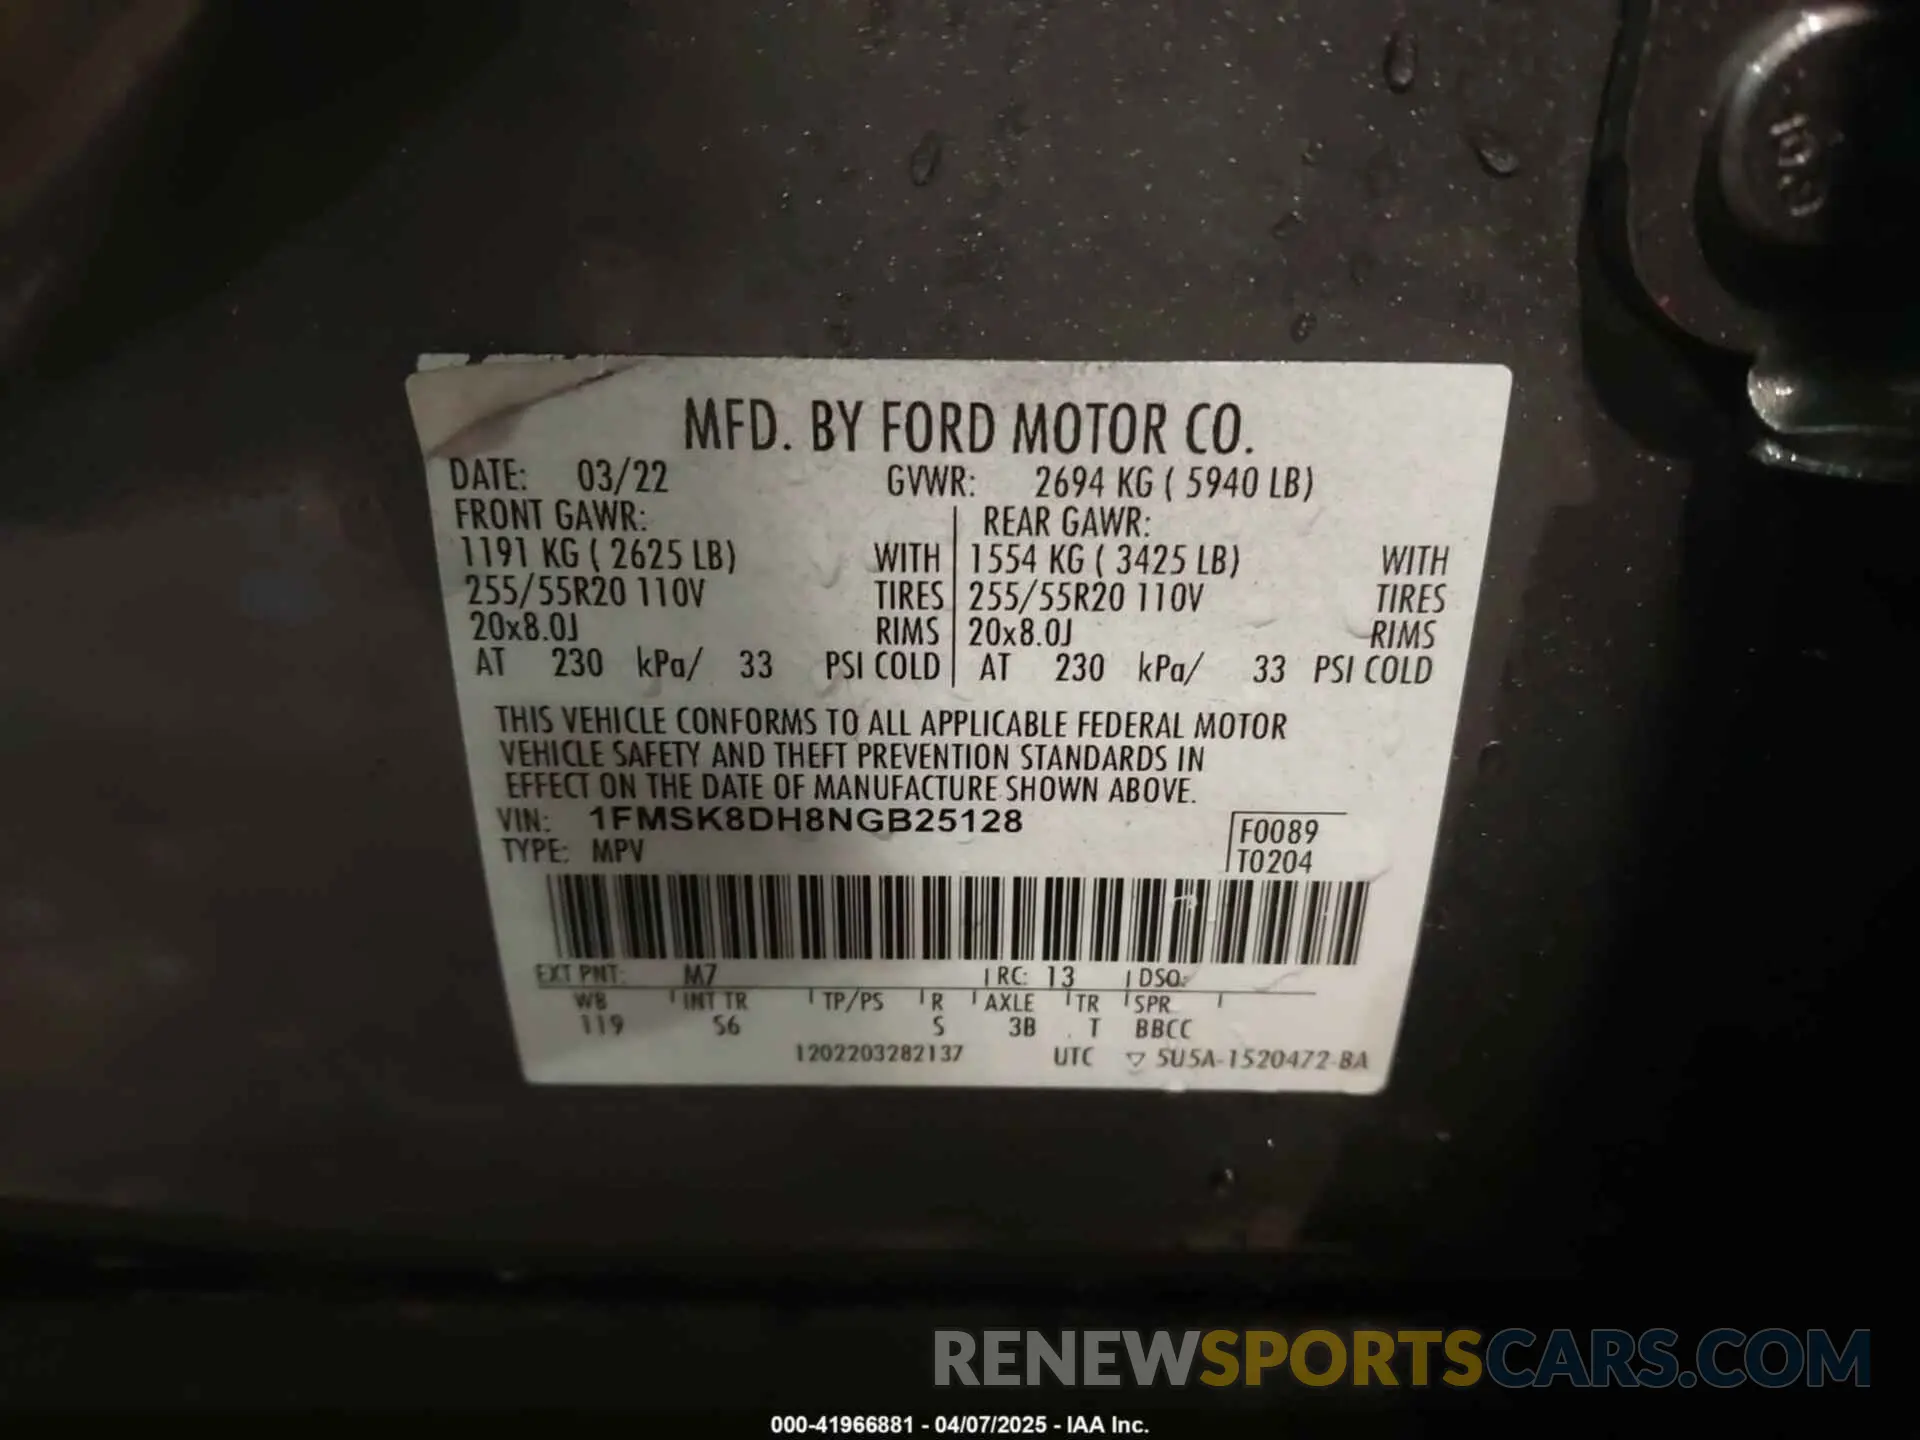 MFD. BY FORD MOTOR CO.
DATE: 03/22 GVWR: 2694 KG ( 5940 LB)
FRONT GAWR: REAR GAWR:
1191 KG ( 2625 LB) WITH 1554 KG ( 3425 LB) WITH
255/55R20 110V TIRES 255/55R20 110V TIRES
20x8.0J RIMS 20x8.0J RIMS
AT 230 kPa/ 33 PSI COLD AT 230 kPa/ 33 PSI COLD
THIS VEHICLE CONFORMS TO ALL APPLICABLE FEDERAL MOTOR
VEHICLE SAFETY AND THEFT PREVENTION STANDARDS IN
EFFECT ON THE DATE OF MANUFACTURE SHOWN ABOVE.
VIN: 1FMSK8DH8NGB25128 F0089
TYPE: MPV T0204
EXT PNT: M7 RC: 13 DSO:
WB INT TR TP/PS R AXLE TR SPR
119 S6 S 3B T BBCC
1202203282137 UTC ▽ 5U5A-1520472-BA
RENEWSPORTSCARS.COM
000-41966881 - 04/07/2025 - IAA Inc.